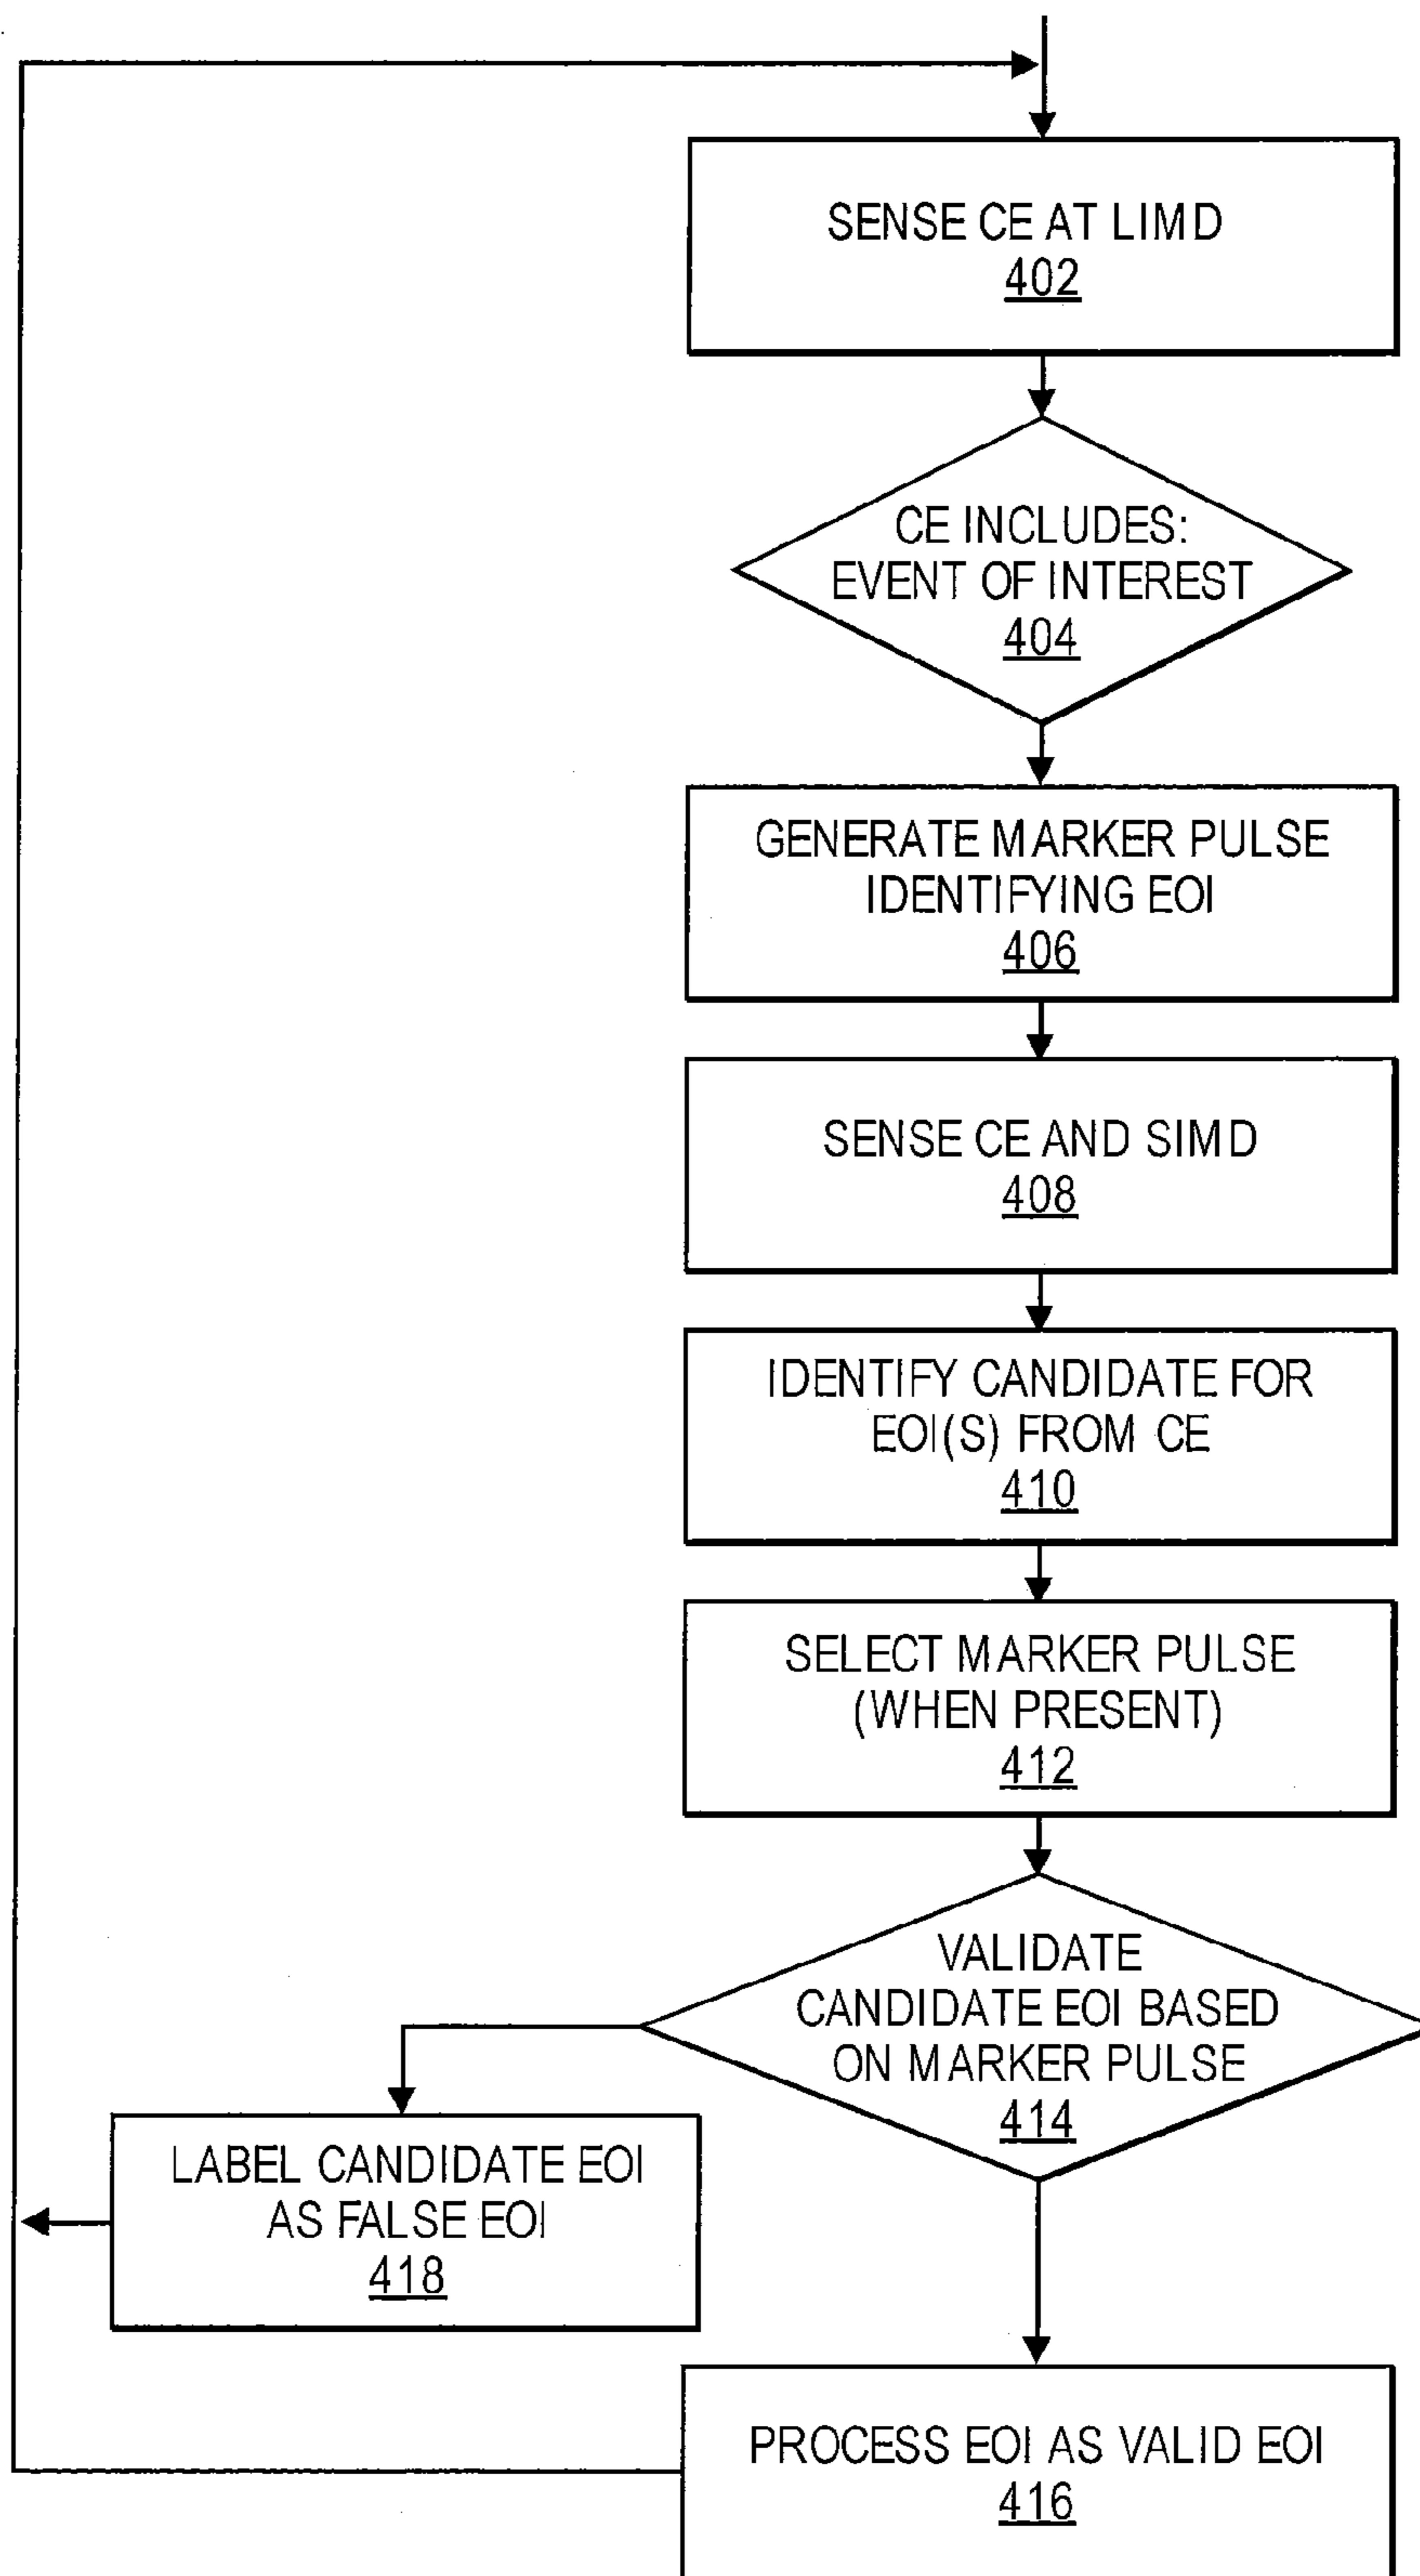 SENSE CE AT LIMD
402
CE INCLUDES:
EVENT OF INTEREST
404
GENERATE MARKER PULSE
IDENTIFYING EOI
406
SENSE CE AND SIMD
408
IDENTIFY CANDIDATE FOR
EOI(S) FROM CE
410
SELECT MARKER PULSE
(WHEN PRESENT)
412
VALIDATE
CANDIDATE EOI BASED
ON MARKER PULSE
414
LABEL CANDIDATE EOI
AS FALSE EOI
418
PROCESS EOI AS VALID EOI
416